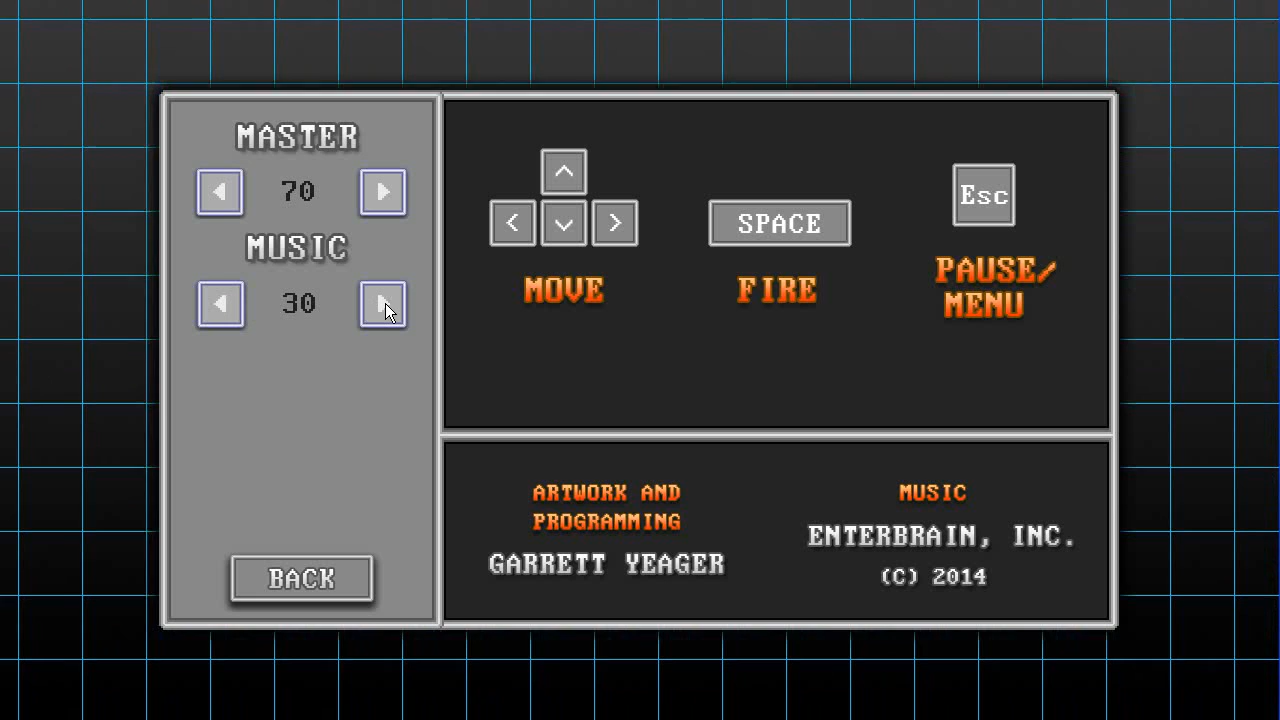 MASTER
70
MUSIC
30
BACK
SPACE
Esc
MOVE
FIRE
PAUSE/
MENU
ARTWORK AND
PROGRAMMING
GARRETT YEAGER
MUSIC
ENTERBRAIN, INC.
(C) 2014